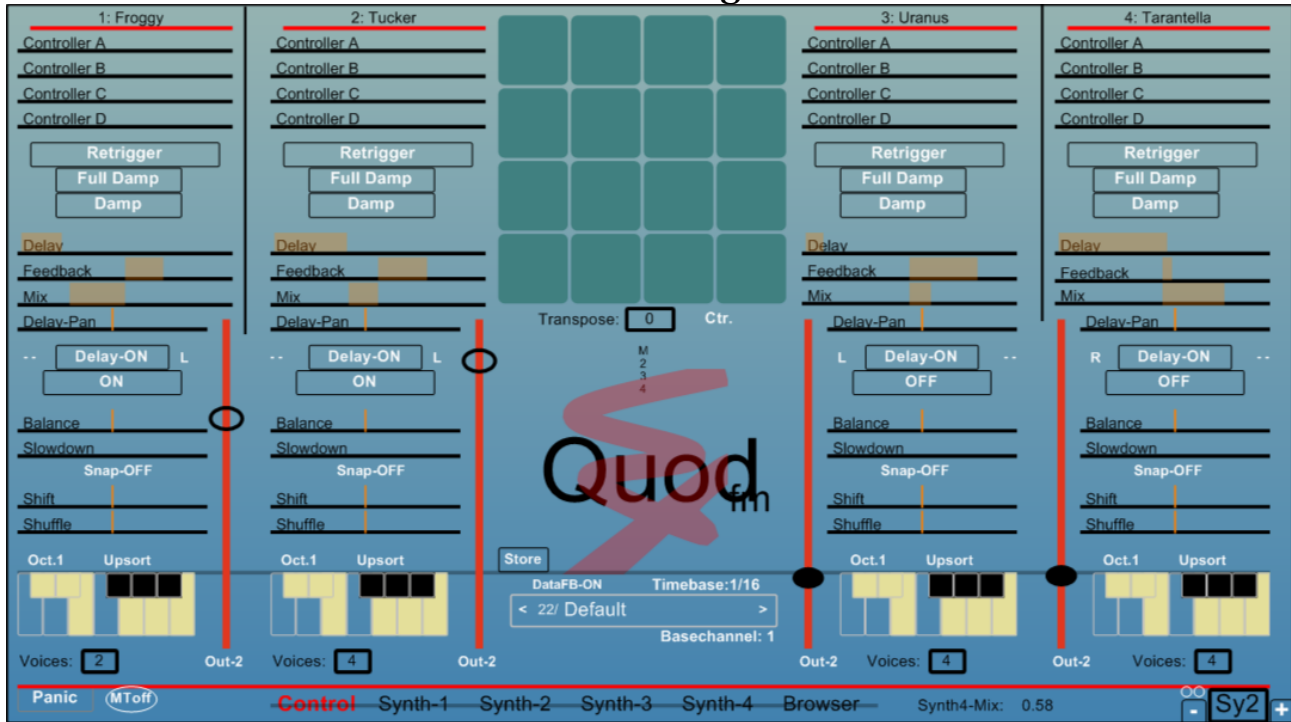 1: Froggy
2: Tucker
3: Uranus
4: Tarantella
Controller A
Controller A
Controller A
Controller A
Controller B
Controller B
Controller B
Controller B
Controller C
Controller C
Controller C
Controller C
Controller D
Controller D
Controller D
Controller D
Retrigger
Retrigger
Retrigger
Retrigger
Full Damp
Full Damp
Full Damp
Full Damp
Damp
Damp
Damp
Damp
Delay
Delay
Delay
Delay
Feedback
Feedback
Feedback
Feedback
Mix
Mix
Mix
Mix
Delay-Pan
Delay-Pan
Transpose: 0 Ctr.
Delay-Pan
Delay-Pan
-- Delay-ON L
-- Delay-ON L
M
2
3
4
L Delay-ON --
R Delay-ON --
ON
ON
OFF
OFF
Balance
Balance
Balance
Balance
Slowdown
Slowdown
Slowdown
Slowdown
Snap-OFF
Snap-OFF
Quod
fm
Snap-OFF
Snap-OFF
Shift
Shift
Shift
Shift
Shuffle
Shuffle
Shuffle
Shuffle
Oct.1 Upsort
Oct.1 Upsort
Store
Oct.1 Upsort
Oct.1 Upsort
DataFB-ON Timebase:1/16
< 22/ Default >
Basechannel: 1
Voices: 2 Out-2
Voices: 4 Out-2
Out-2 Voices: 4
Out-2 Voices: 4
Panic MToff Control Synth-1 Synth-2 Synth-3 Synth-4 Browser Synth4-Mix: 0.58 - Sy2 +